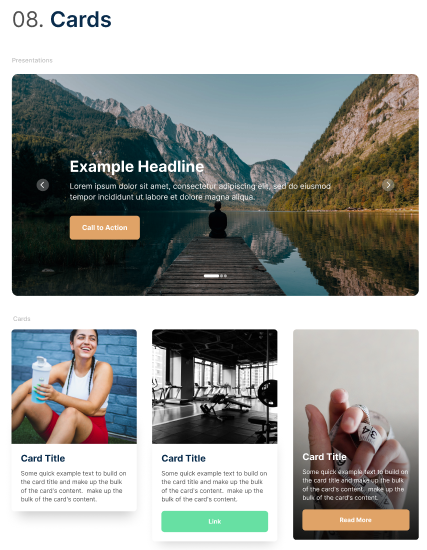 08. Cards
Presentations
Example Headline
Lorem ipsum dolor sit amet, consectetur adipiscing elit, sed do eiusmod
tempor incididunt ut labore et dolore magna aliqua.
Call to Action
Cards
Card Title
Some quick example text to build on
the card title and make up the bulk
of the card's content.  make up the
bulk of the card's content.
Card Title
Some quick example text to build on
the card title and make up the bulk
of the card's content.  make up the
bulk of the card's content.
Link
Card Title
Some quick example text to build on
the card title and make up the bulk
of the card's content.  make up the
bulk of the card's content.
Read More